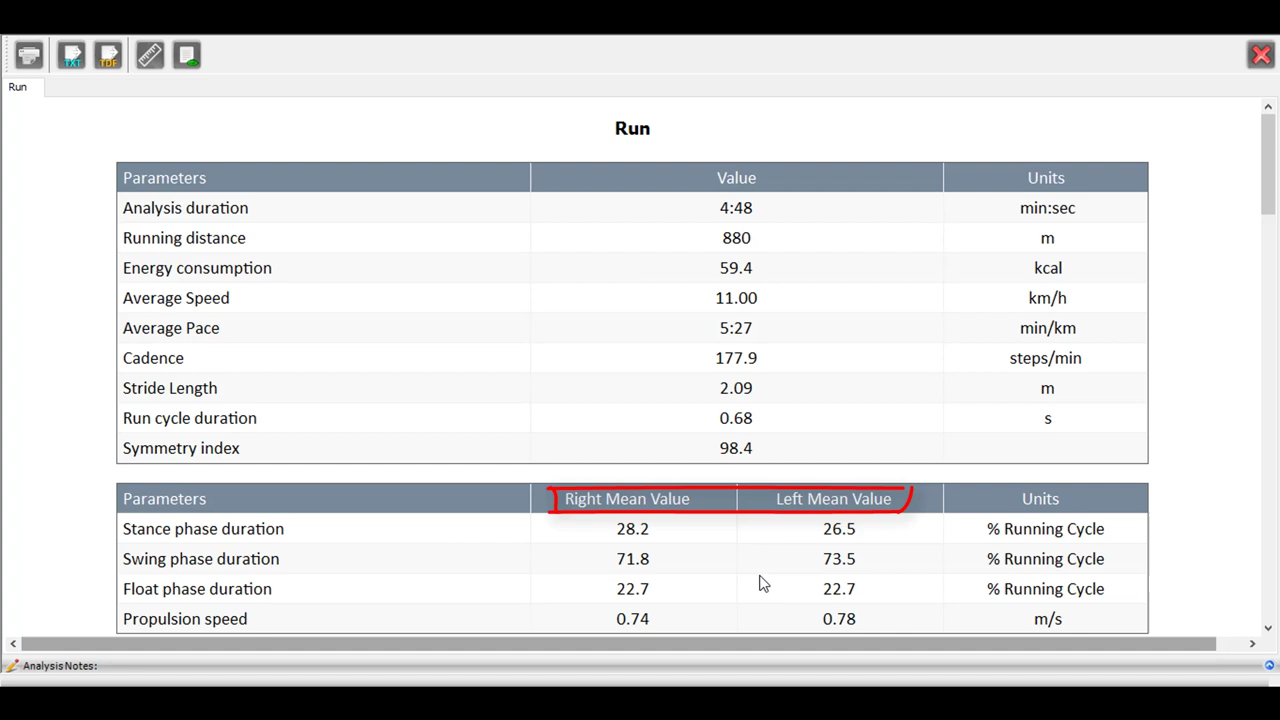 TXT TDF
Run
Run
Parameters Value Units
Analysis duration 4:48 min:sec
Running distance 880 m
Energy consumption 59.4 kcal
Average Speed 11.00 km/h
Average Pace 5:27 min/km
Cadence 177.9 steps/min
Stride Length 2.09 m
Run cycle duration 0.68 s
Symmetry index 98.4
Parameters Right Mean Value Left Mean Value Units
Stance phase duration 28.2 26.5 % Running Cycle
Swing phase duration 71.8 73.5 % Running Cycle
Float phase duration 22.7 22.7 % Running Cycle
Propulsion speed 0.74 0.78 m/s
Analysis Notes: